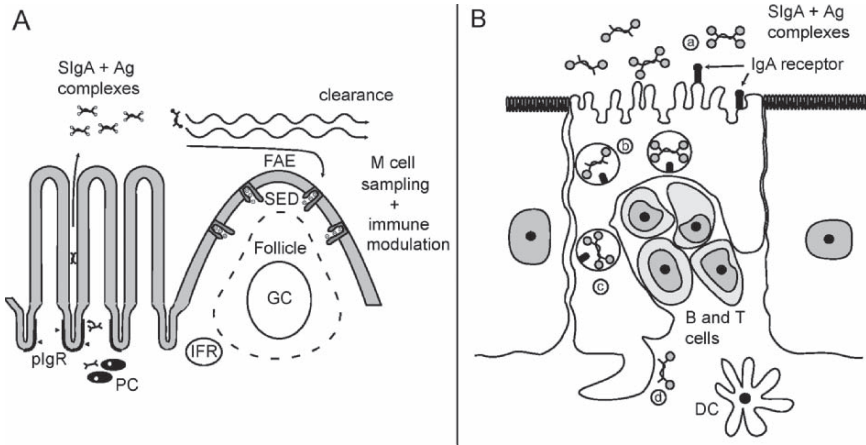 A
SIgA + Ag
complexes
clearance
FAE
M cell
sampling
+
immune
modulation
SED
Follicle
GC
pIgR
IFR
PC
B
SIgA + Ag
complexes
a
IgA receptor
b
c
B and T
cells
d
DC